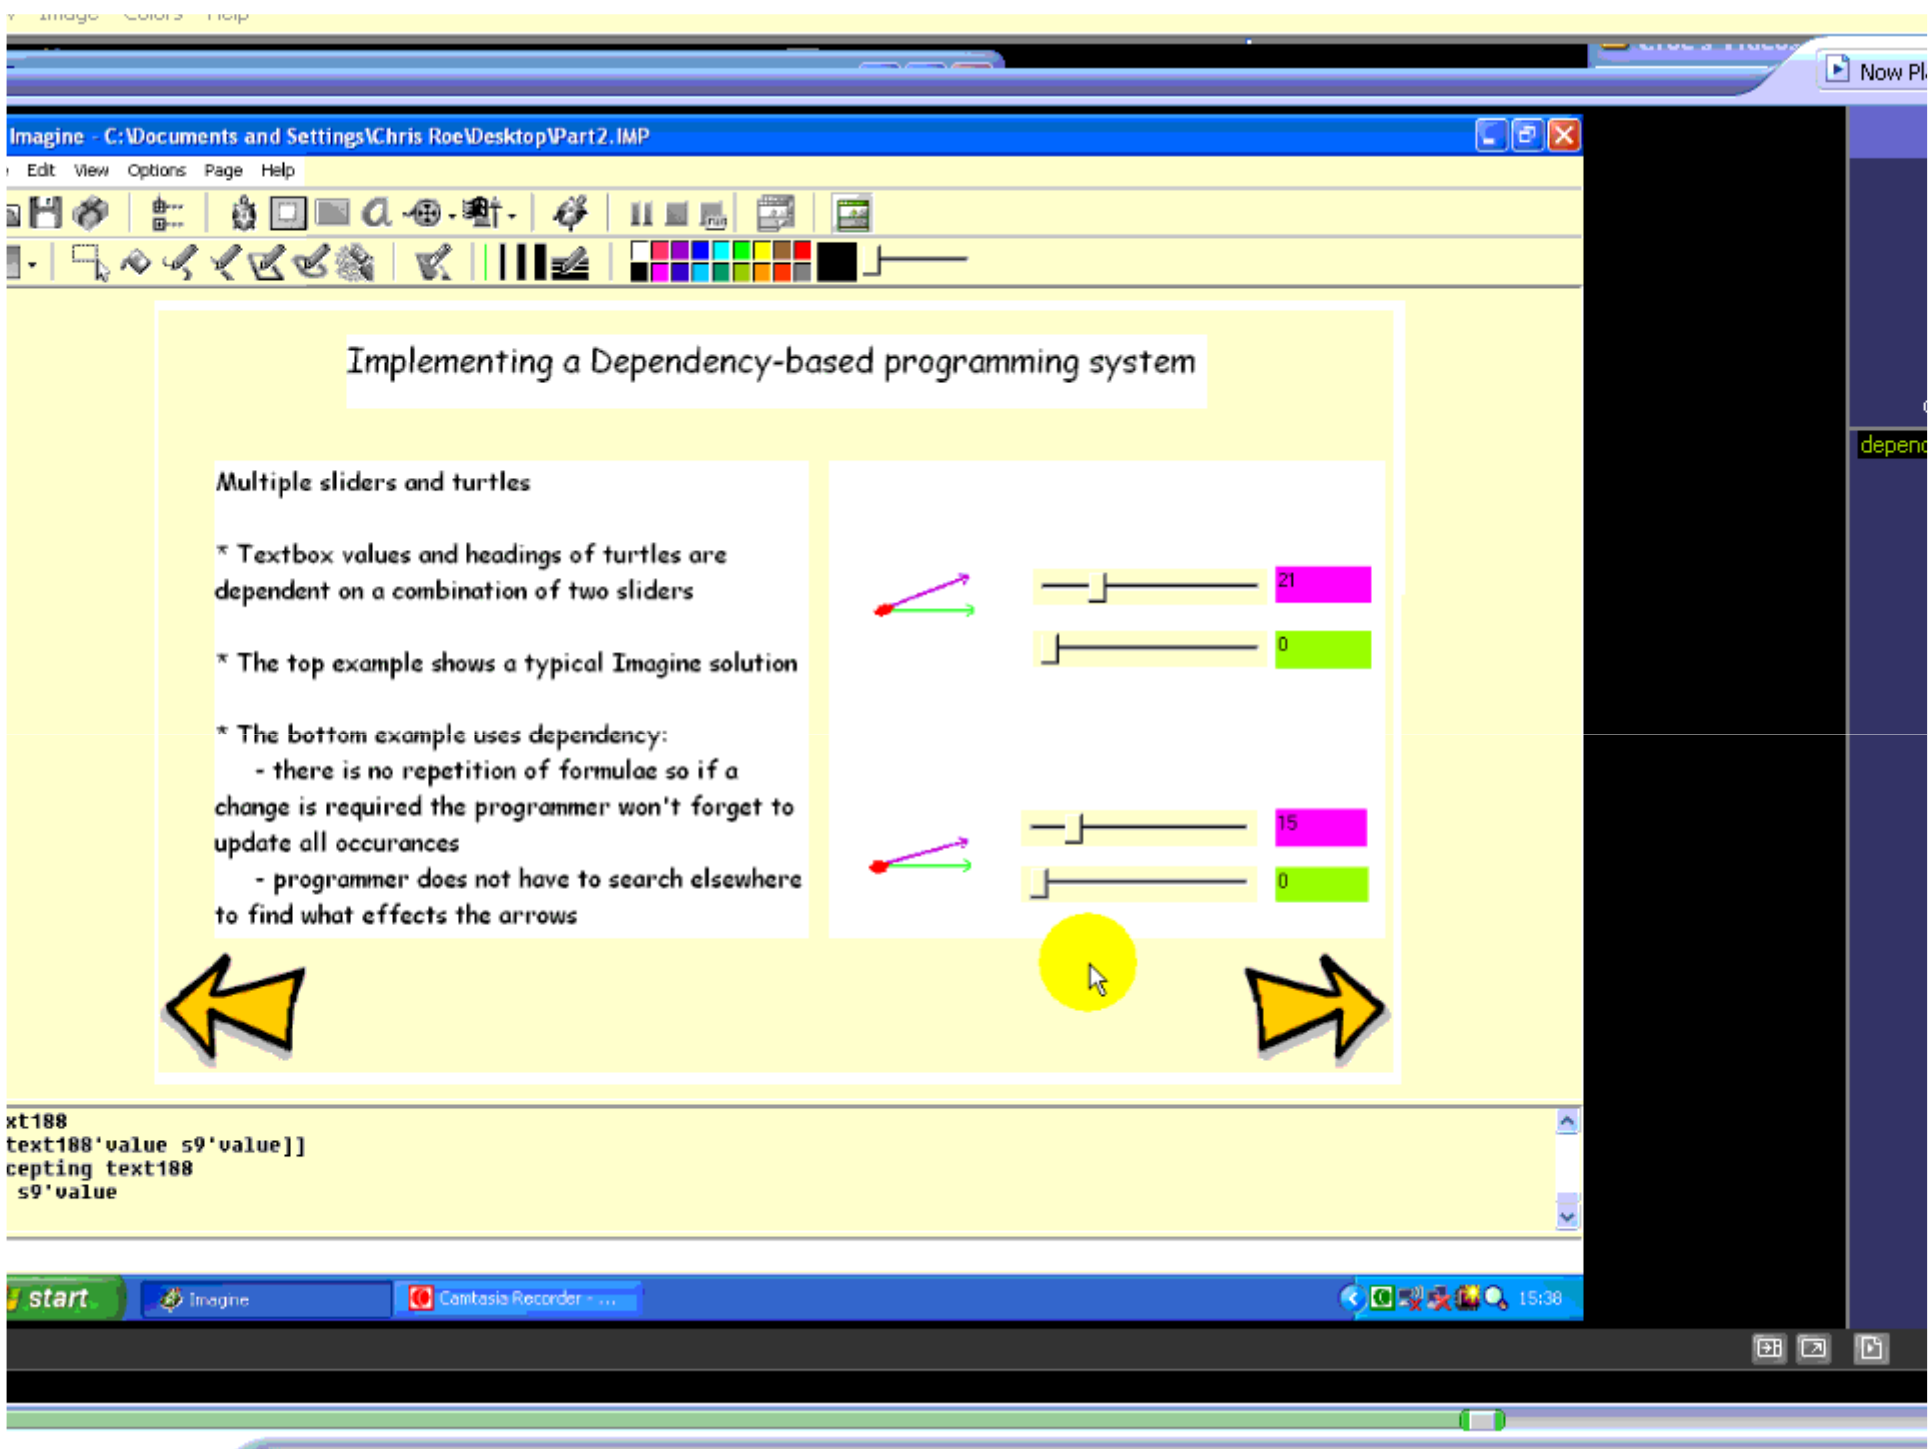 Image Colors Help
Now Pl
Imagine - C:\Documents and Settings\Chris Roe\Desktop\Part2.IMP
Edit View Options Page Help
Implementing a Dependency-based programming system
Multiple sliders and turtles
* Textbox values and headings of turtles are
dependent on a combination of two sliders
* The top example shows a typical Imagine solution
* The bottom example uses dependency:
- there is no repetition of formulae so if a
change is required the programmer won't forget to
update all occurances
- programmer does not have to search elsewhere
to find what effects the arrows
21
0
15
0
depend
xt188
text188'value s9'value]]
cepting text188
s9'value
start
Imagine
Camtasia Recorder - ...
15:38